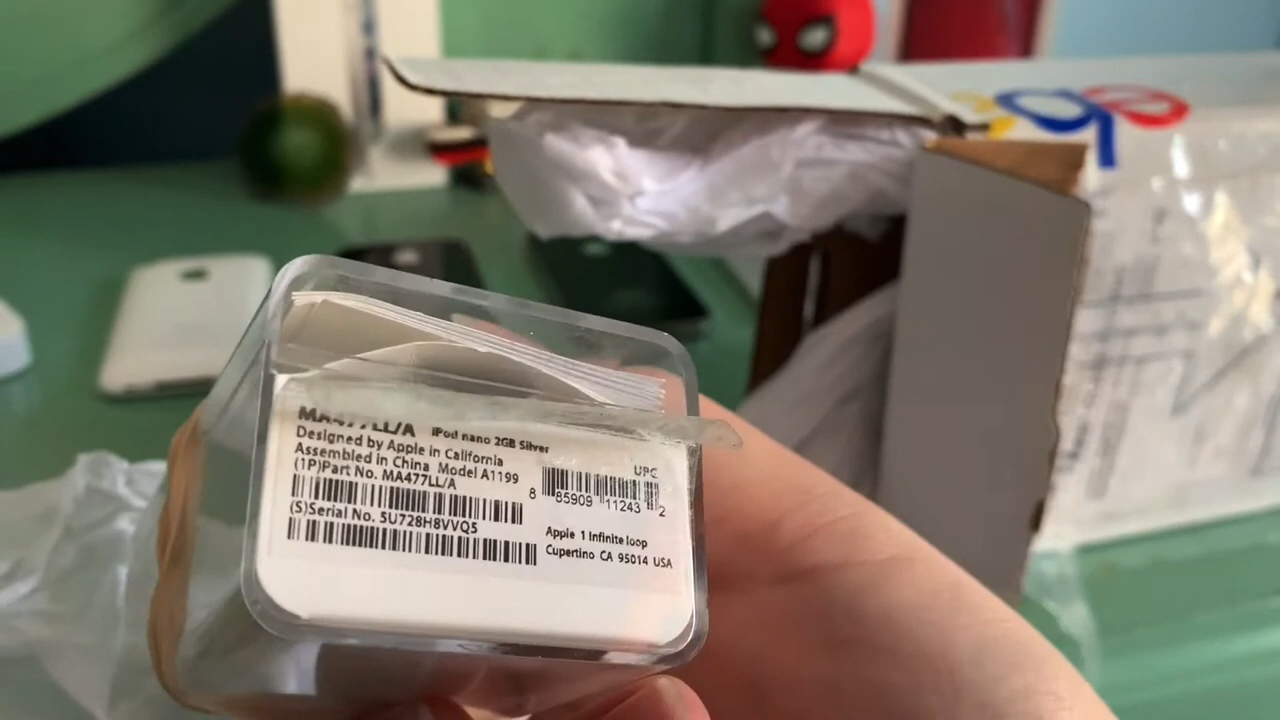 MA477LL/A iPod nano 2GB Silver
Designed by Apple in California
Assembled in China Model A1199
(1P)Part No. MA477LL/A
(S)Serial No. 5U728H8VVQ5
UPC
8 85909 11243 2
Apple 1 Infinite loop
Cupertino CA 95014 USA